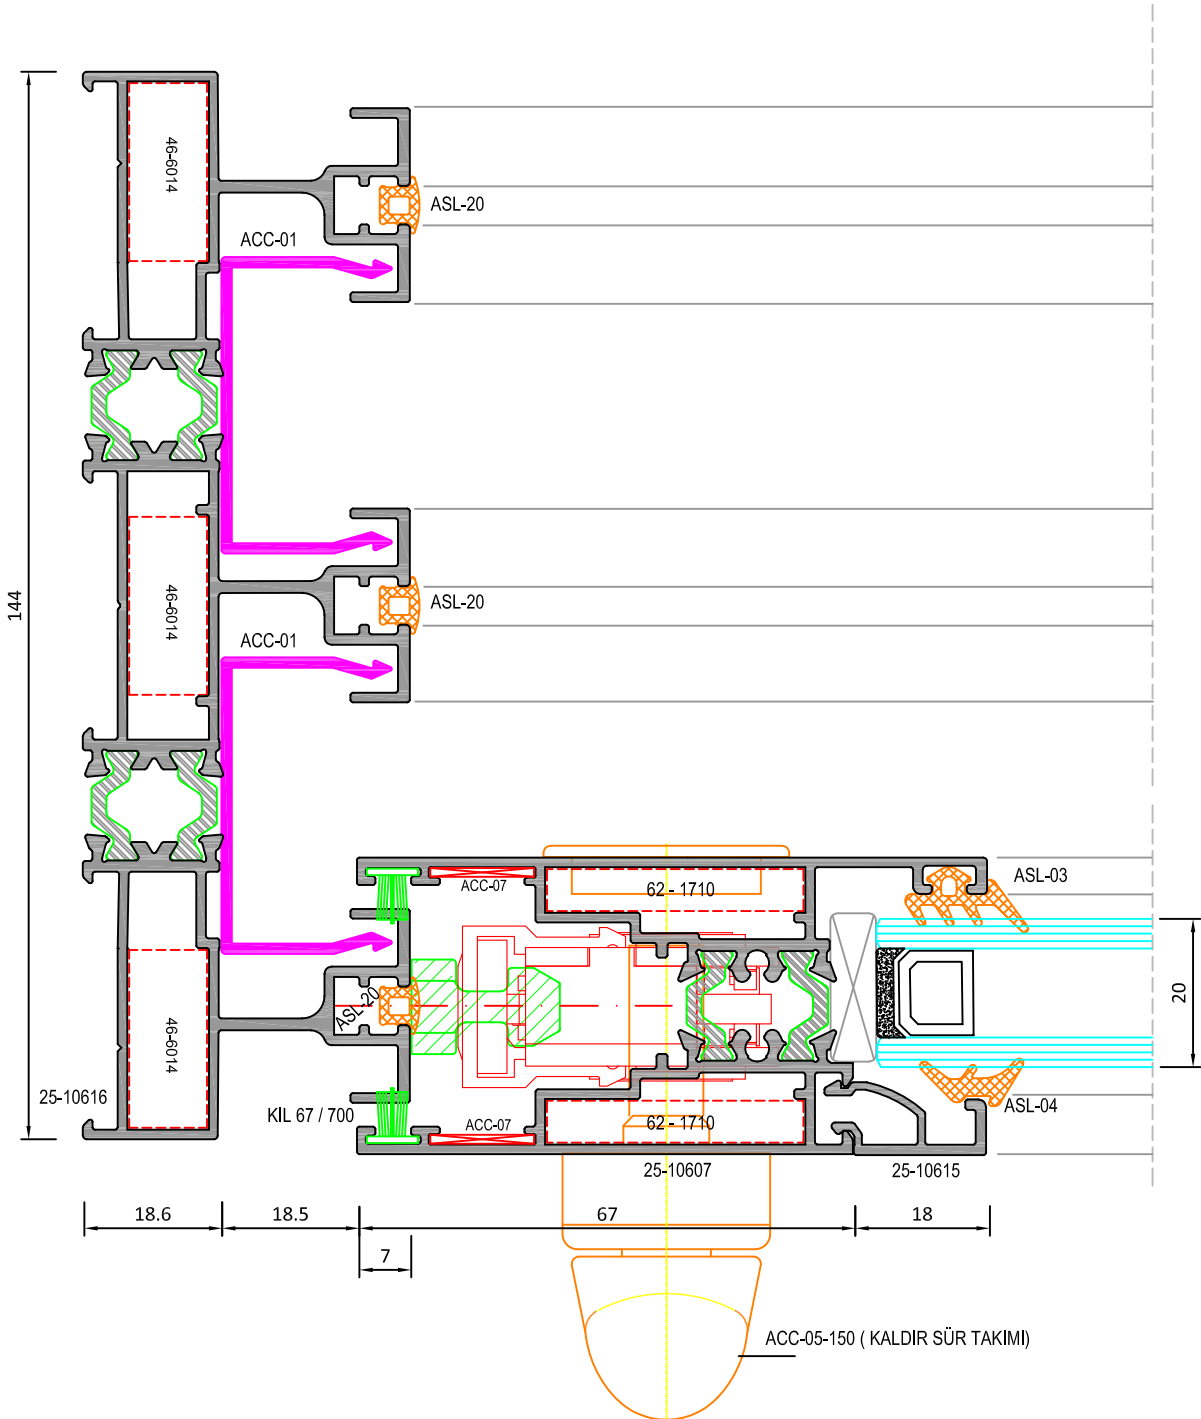 46-6014
ASL-20
ACC-01
144
46-6014
ASL-20
ACC-01
ACC-07
62 - 1710
ASL-03
20
ASL-20
46-6014
25-10616
KIL 67 / 700
ACC-07
62 - 1710
ASL-04
25-10607
25-10615
18.6
18.5
67
18
7
ACC-05-150 ( KALDIR SÜR TAKIMI)